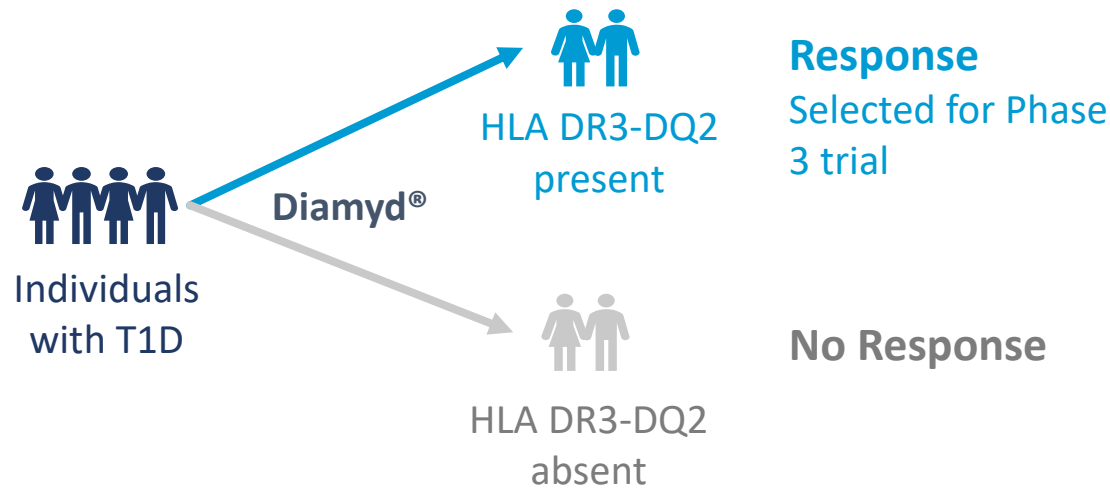 Individuals
with T1D
Diamyd®
HLA DR3-DQ2
present
Response
Selected for Phase
3 trial
HLA DR3-DQ2
absent
No Response